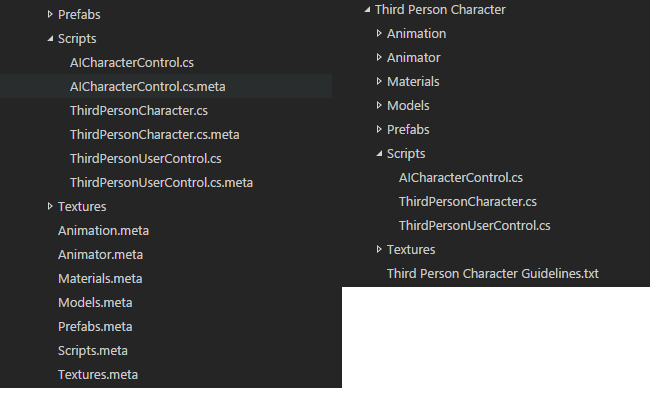 Prefabs
Scripts
AICharacterControl.cs
AICharacterControl.cs.meta
ThirdPersonCharacter.cs
ThirdPersonCharacter.cs.meta
ThirdPersonUserControl.cs
ThirdPersonUserControl.cs.meta
Textures
Animation.meta
Animator.meta
Materials.meta
Models.meta
Prefabs.meta
Scripts.meta
Textures.meta
Third Person Character
Animation
Animator
Materials
Models
Prefabs
Scripts
AICharacterControl.cs
ThirdPersonCharacter.cs
ThirdPersonUserControl.cs
Textures
Third Person Character Guidelines.txt